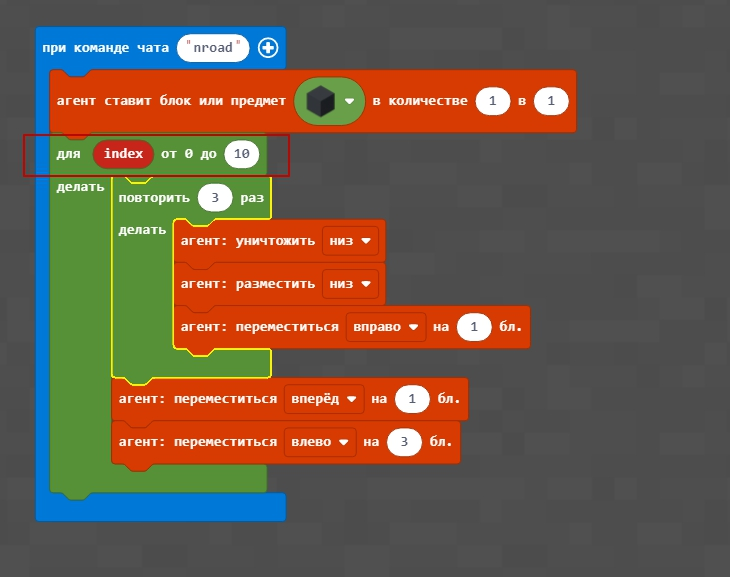 при команде чата "nroad"
агент ставит блок или предмет в количестве 1 в 1
для index от 0 до 10
делать
повторить 3 раз
делать
агент: уничтожить низ
агент: разместить низ
агент: переместиться вправо на 1 бл.
агент: переместиться вперёд на 1 бл.
агент: переместиться влево на 3 бл.